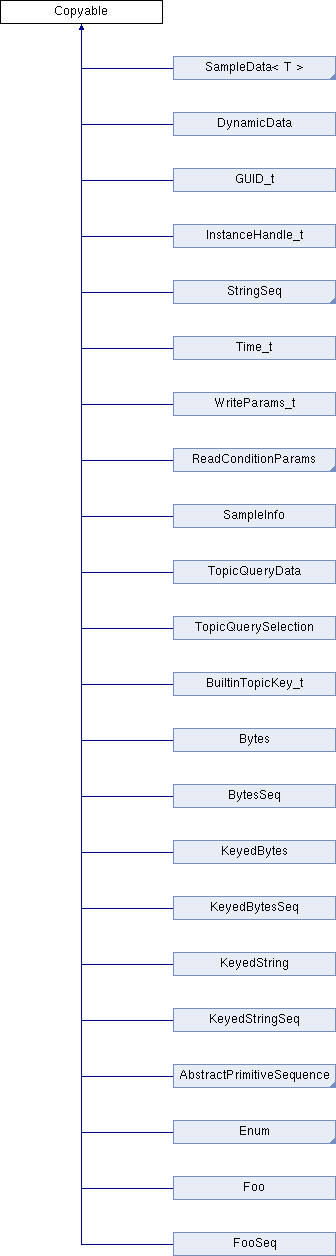 Copyable
SampleData< T >
DynamicData
GUID_t
InstanceHandle_t
StringSeq
Time_t
WriteParams_t
ReadConditionParams
SampleInfo
TopicQueryData
TopicQuerySelection
BuiltinTopicKey_t
Bytes
BytesSeq
KeyedBytes
KeyedBytesSeq
KeyedString
KeyedStringSeq
AbstractPrimitiveSequence
Enum
Foo
FooSeq